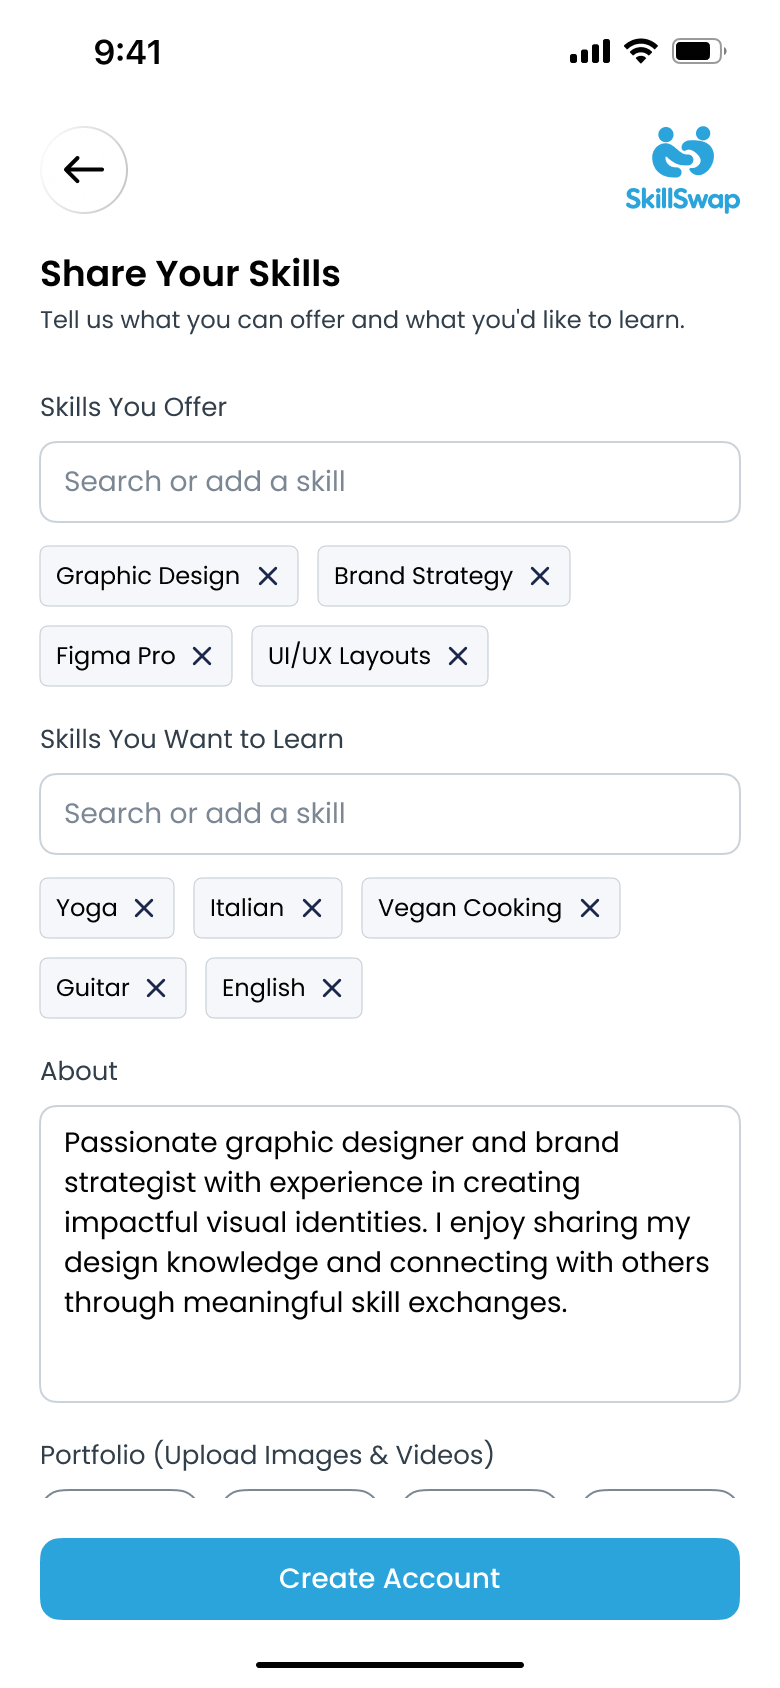 9:41
SkillSwap
Share Your Skills
Tell us what you can offer and what you'd like to learn.
Skills You Offer
Search or add a skill
Graphic Design
Brand Strategy
Figma Pro
UI/UX Layouts
Skills You Want to Learn
Search or add a skill
Yoga
Italian
Vegan Cooking
Guitar
English
About
Passionate graphic designer and brand
strategist with experience in creating
impactful visual identities. I enjoy sharing my
design knowledge and connecting with others
through meaningful skill exchanges.
Portfolio (Upload Images & Videos)
Create Account